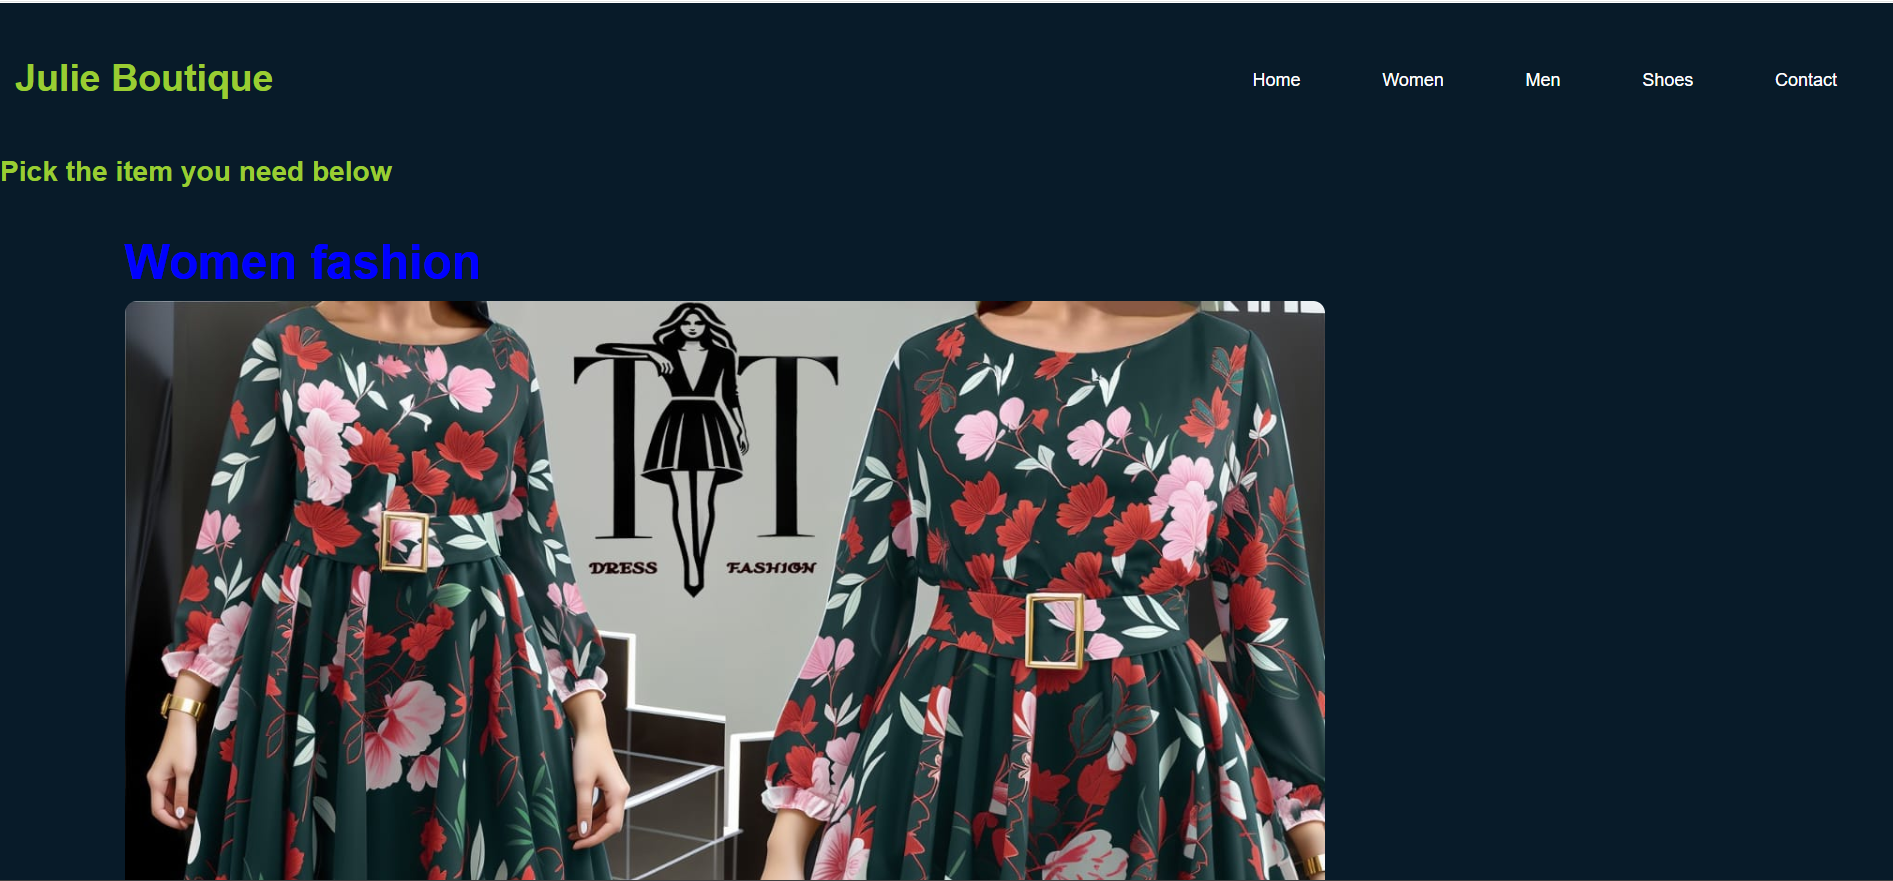 Julie Boutique
Home Women Men Shoes Contact
Pick the item you need below
Women fashion
TT
DRESS FASHION